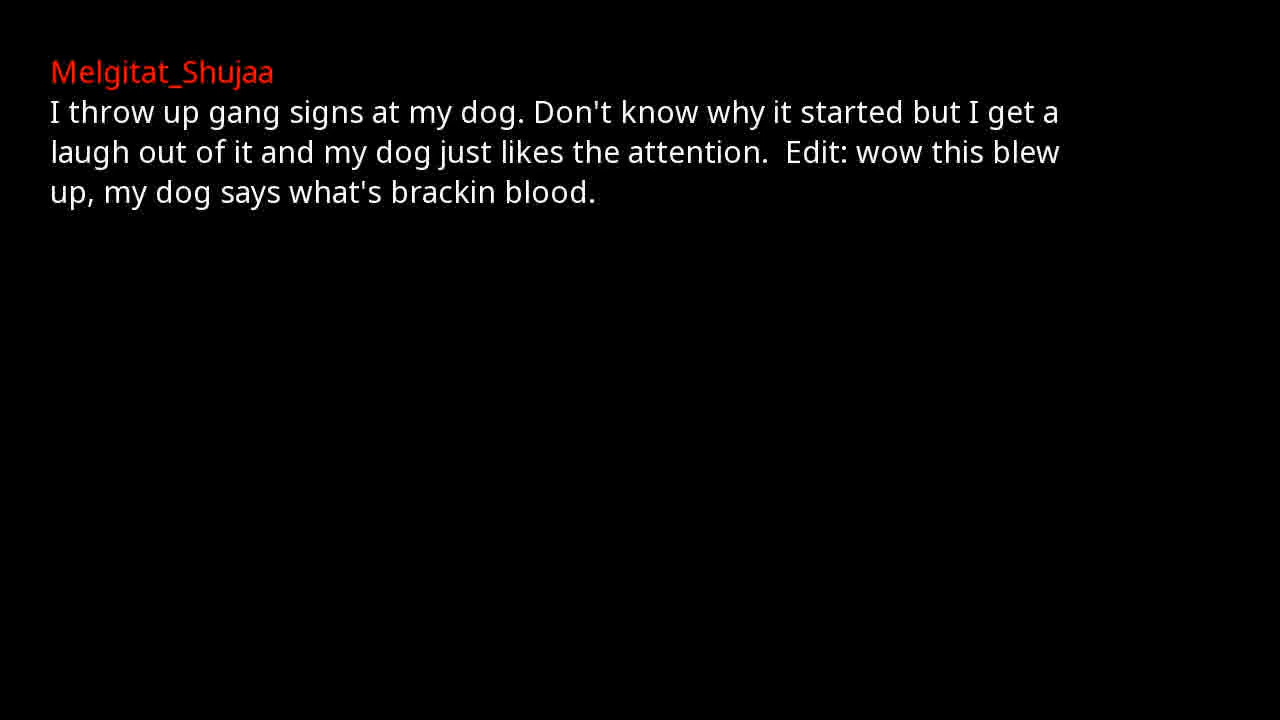 Melgitat_Shujaa
I throw up gang signs at my dog. Don't know why it started but I get a
laugh out of it and my dog just likes the attention.  Edit: wow this blew
up, my dog says what's brackin blood.